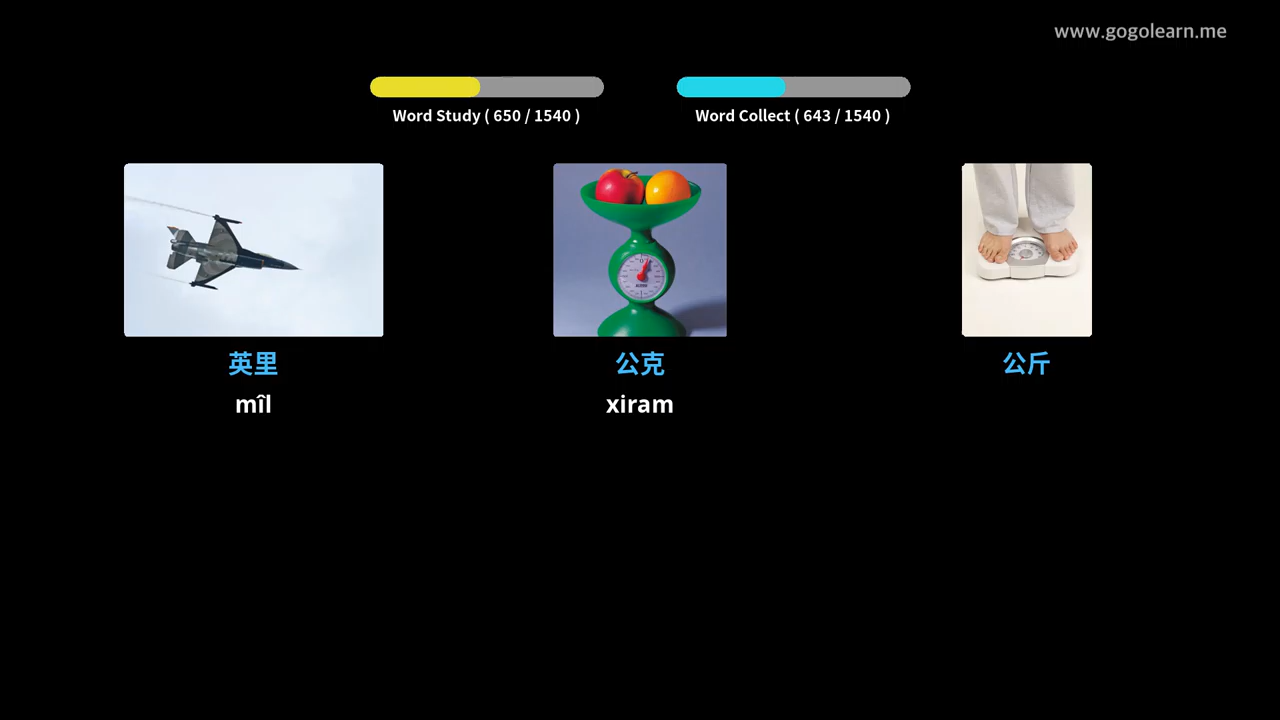 www.gogolearn.me
Word Study ( 650 / 1540 )
Word Collect ( 643 / 1540 )
英里
公克
公斤
mîl
xiram